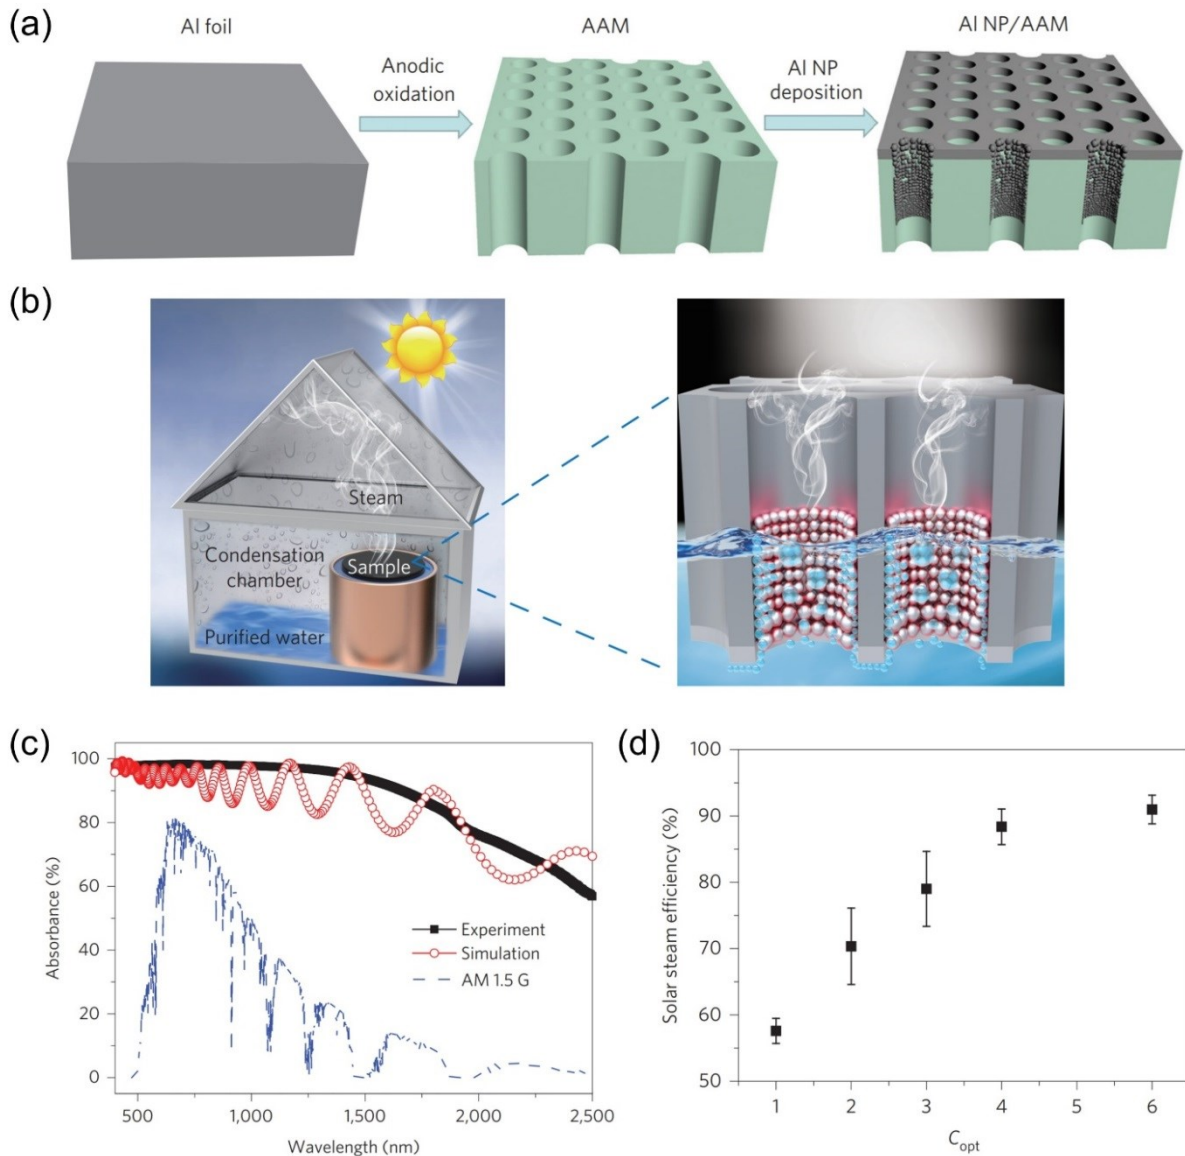 (a)
Al foil
AAM
Al NP/AAM
Anodic
oxidation
Al NP
deposition
(b)
Steam
Condensation
chamber
Sample
Purified water
(c)
100
80
60
40
20
0
Absorbance (%)
Experiment
Simulation
AM 1.5 G
500
1,000
1,500
2,000
2,500
Wavelength (nm)
(d)
100
90
80
70
60
50
Solar steam efficiency (%)
1
2
3
4
5
6
Copt